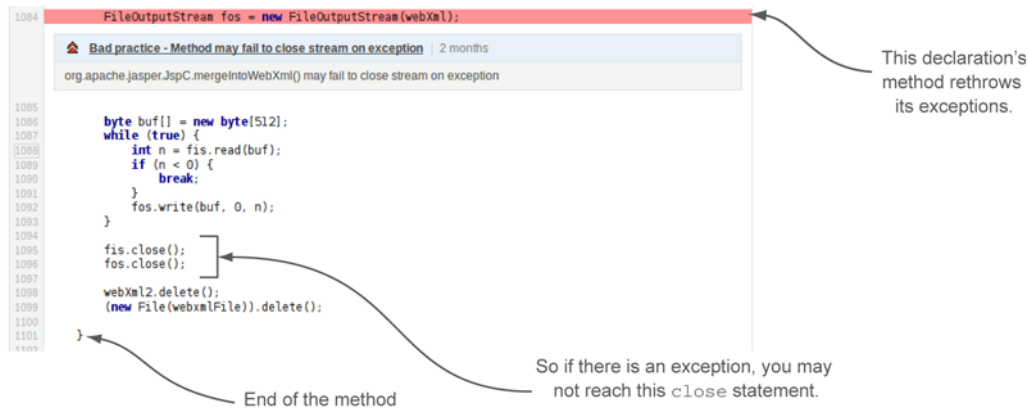 1084 FileOutputStream fos = new FileOutputStream(webXml);
Bad practice - Method may fail to close stream on exception | 2 months
org.apache.jasper.JspC.mergeIntoWebXml() may fail to close stream on exception
This declaration's
method rethrows
its exceptions.
1085
1086 byte buf[] = new byte[512];
1087 while (true) {
1088 int n = fis.read(buf);
1089 if (n < 0) {
1090 break;
1091 }
1092 fos.write(buf, 0, n);
1093 }
1094
1095 fis.close();
1096 fos.close();
1097
1098 webXml2.delete();
1099 (new File(webxmlFile)).delete();
1100
1101 }
1102
So if there is an exception, you may
not reach this close statement.
End of the method